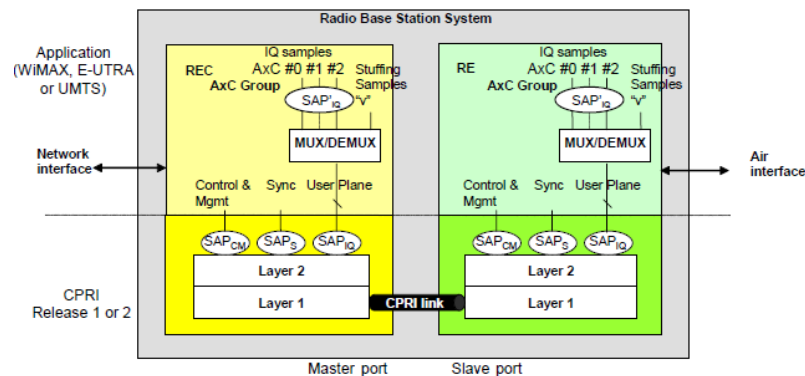 Radio Base Station System
Application
(WiMAX, E-UTRA
or UMTS)
REC
IQ samples
AxC #0 #1 #2
AxC Group
Stuffing
Samples
"v"
SAP'IQ
MUX/DEMUX
Network
interface
Control &
Mgmt
Sync
User Plane
SAPCM
SAPS
SAPIQ
Layer 2
Layer 1
CPRI
Release 1 or 2
Master port
CPRI link
RE
IQ samples
AxC #0 #1 #2
AxC Group
Stuffing
Samples
"v"
SAP'IQ
MUX/DEMUX
Air
interface
Control &
Mgmt
Sync
User Plane
SAPCM
SAPS
SAPIQ
Layer 2
Layer 1
Slave port